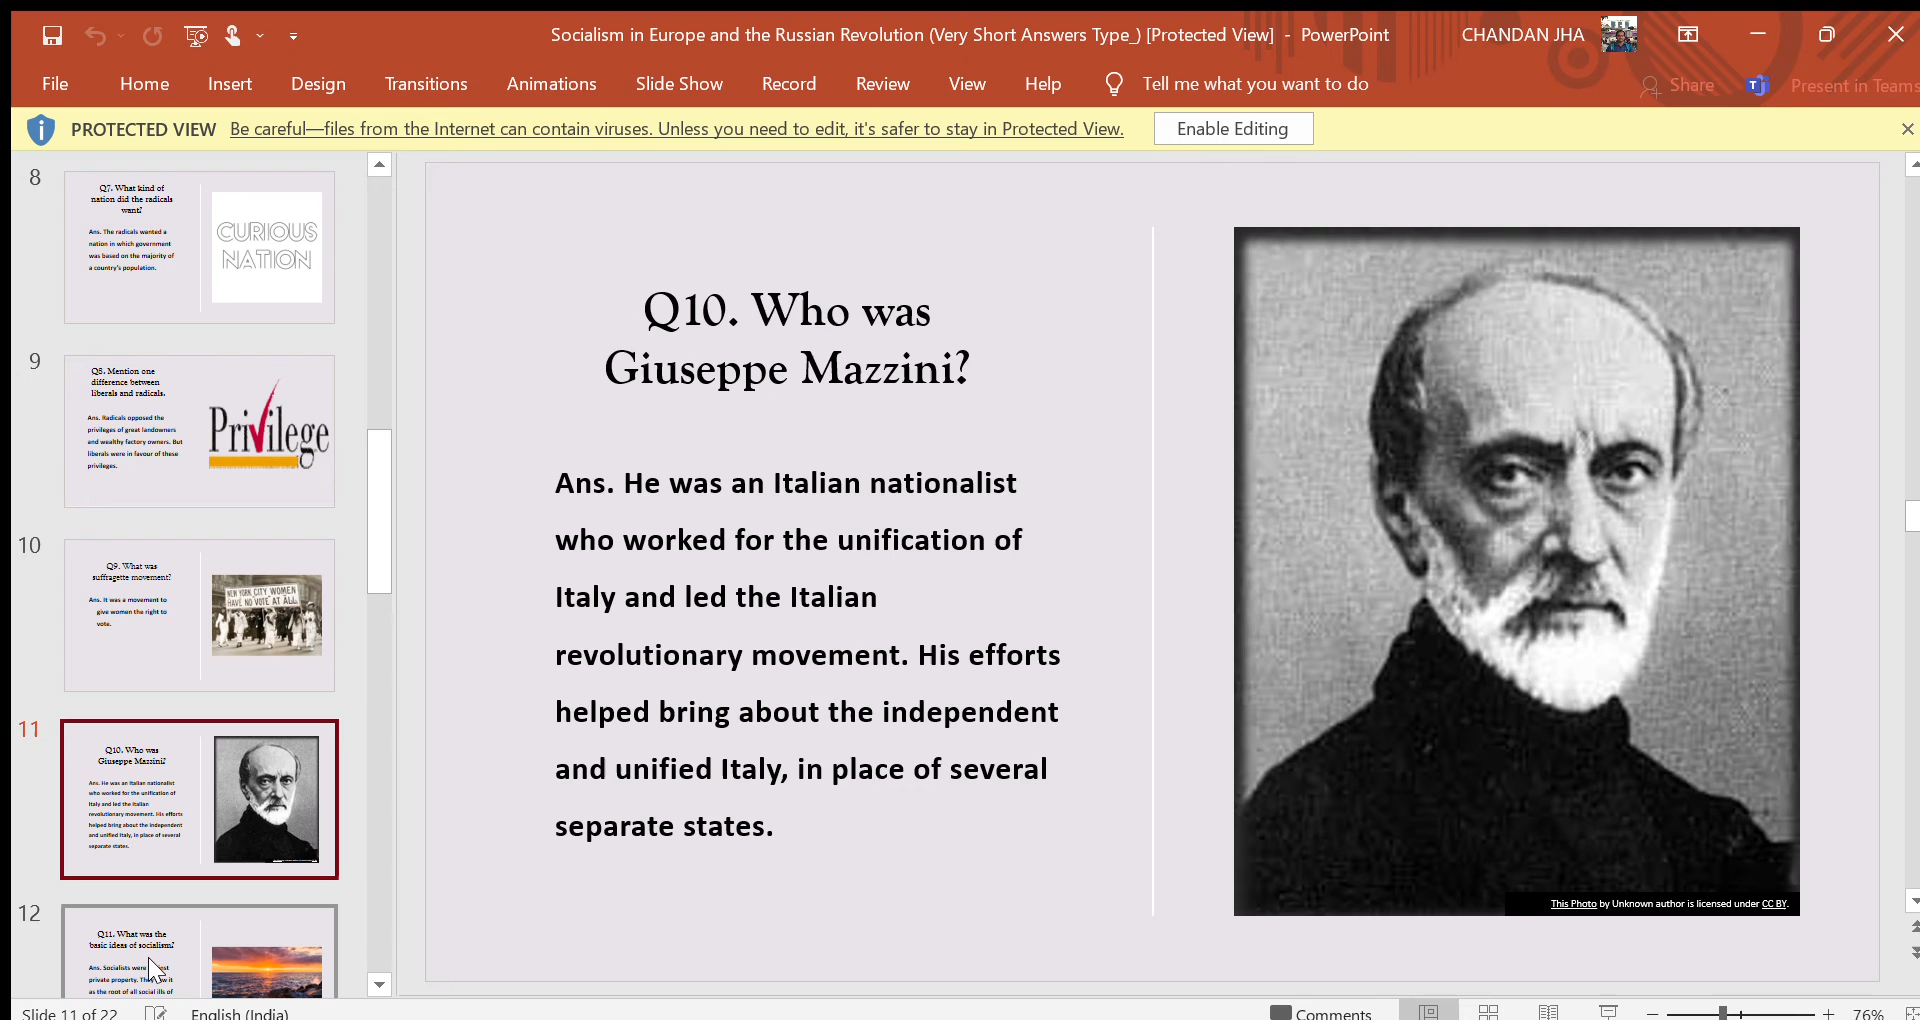 Socialism in Europe and the Russian Revolution (Very Short Answers Type_) [Protected View] - PowerPoint
CHANDAN JHA
File Home Insert Design Transitions Animations Slide Show Record Review View Help Tell me what you want to do
Share Present in Teams
PROTECTED VIEW Be careful—files from the Internet can contain viruses. Unless you need to edit, it's safer to stay in Protected View. Enable Editing
8
Q7. What kind of
nation did the radicals
want?
Ans. The radicals wanted a
nation in which government
was based on the majority of
a country's population.
CURIOUS
NATION
9
Q8. Mention one
difference between
liberals and radicals.
Ans. Radicals opposed the
privileges of great landowners
and wealthy factory owners. But
liberals were in favour of these
privileges.
Privilege
10
Q9. What was
suffragette movement?
Ans. It was a movement to
give women the right to
vote.
NEW YORK CITY WOMEN
HAVE NO VOTE AT ALL
11
Q10. Who was
Giuseppe Mazzini?
Ans. He was an Italian nationalist
who worked for the unification of
Italy and led the Italian
revolutionary movement. His efforts
helped bring about the independent
and unified Italy, in place of several
separate states.
12
Q11. What was the
basic ideas of socialism?
Ans. Socialists were
private property.
as the root of all social ills of
Q10. Who was
Giuseppe Mazzini?
Ans. He was an Italian nationalist
who worked for the unification of
Italy and led the Italian
revolutionary movement. His efforts
helped bring about the independent
and unified Italy, in place of several
separate states.
This Photo by Unknown author is licensed under CC BY.
Slide 11 of 22 English (India) Comments 76%